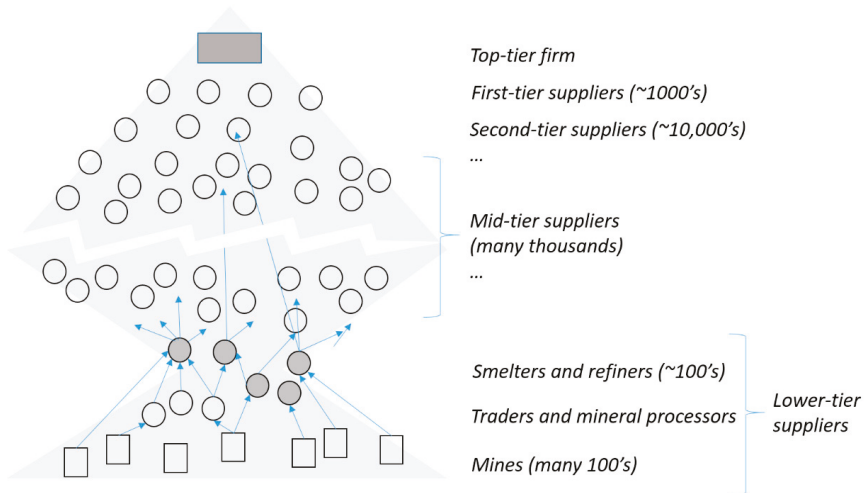 Top-tier firm
First-tier suppliers (~1000's)
Second-tier suppliers (~10,000's)
...
Mid-tier suppliers
(many thousands)
...
Smelters and refiners (~100's)
Traders and mineral processors
Mines (many 100's)
Lower-tier
suppliers